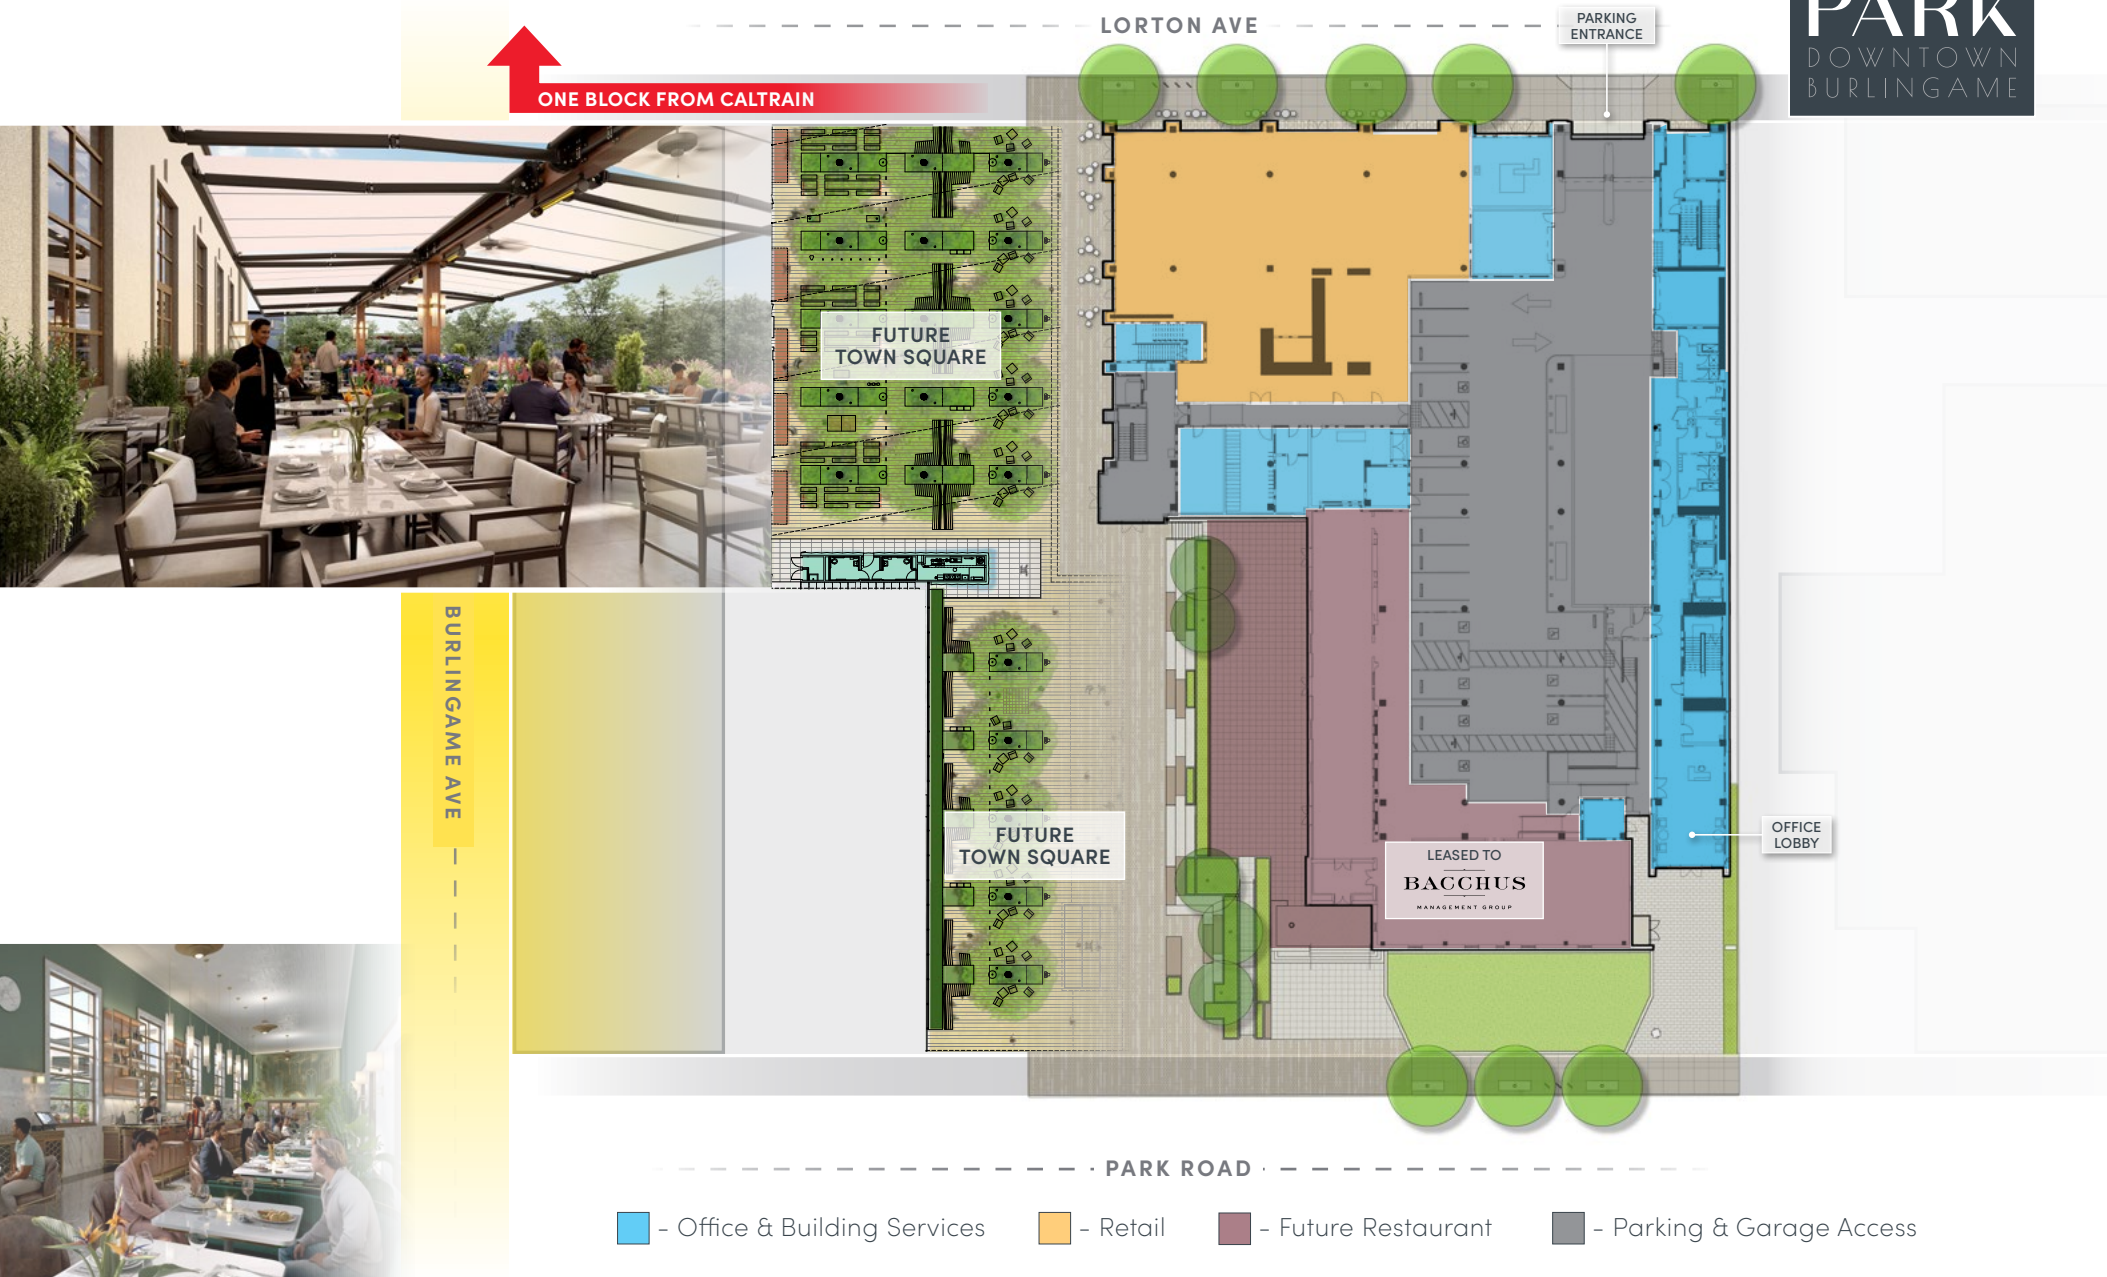 LORTON AVE
PARKING
ENTRANCE
PARK
DOWNTOWN
BURLINGAME
ONE BLOCK FROM CALTRAIN
FUTURE
TOWN SQUARE
BURLINGAME AVE
FUTURE
TOWN SQUARE
OFFICE
LOBBY
LEASED TO
BACCHUS
MANAGEMENT GROUP
PARK ROAD
- Office & Building Services
- Retail
- Future Restaurant
- Parking & Garage Access